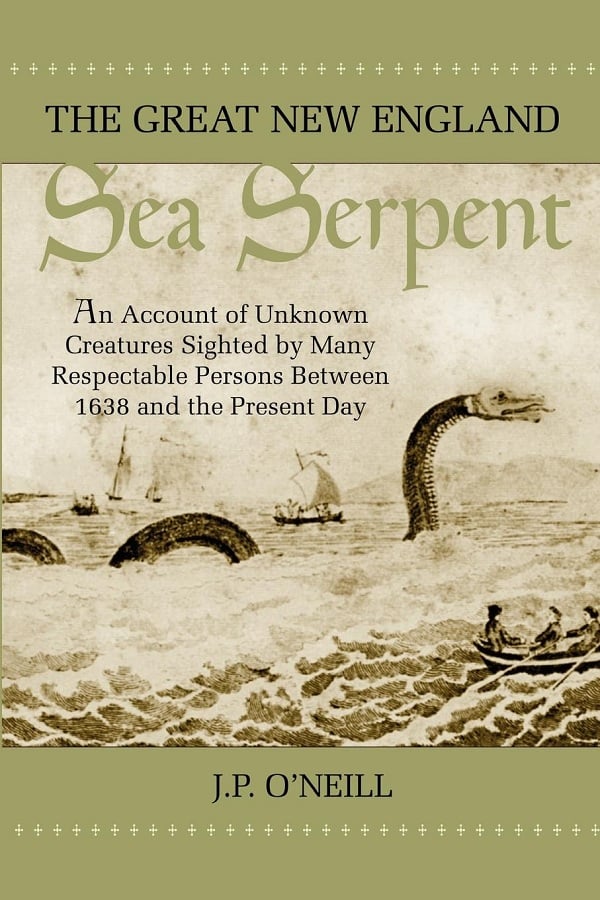 THE GREAT NEW ENGLAND
Sea Serpent
An Account of Unknown
Creatures Sighted by Many
Respectable Persons Between
1638 and the Present Day
J.P. O'NEILL